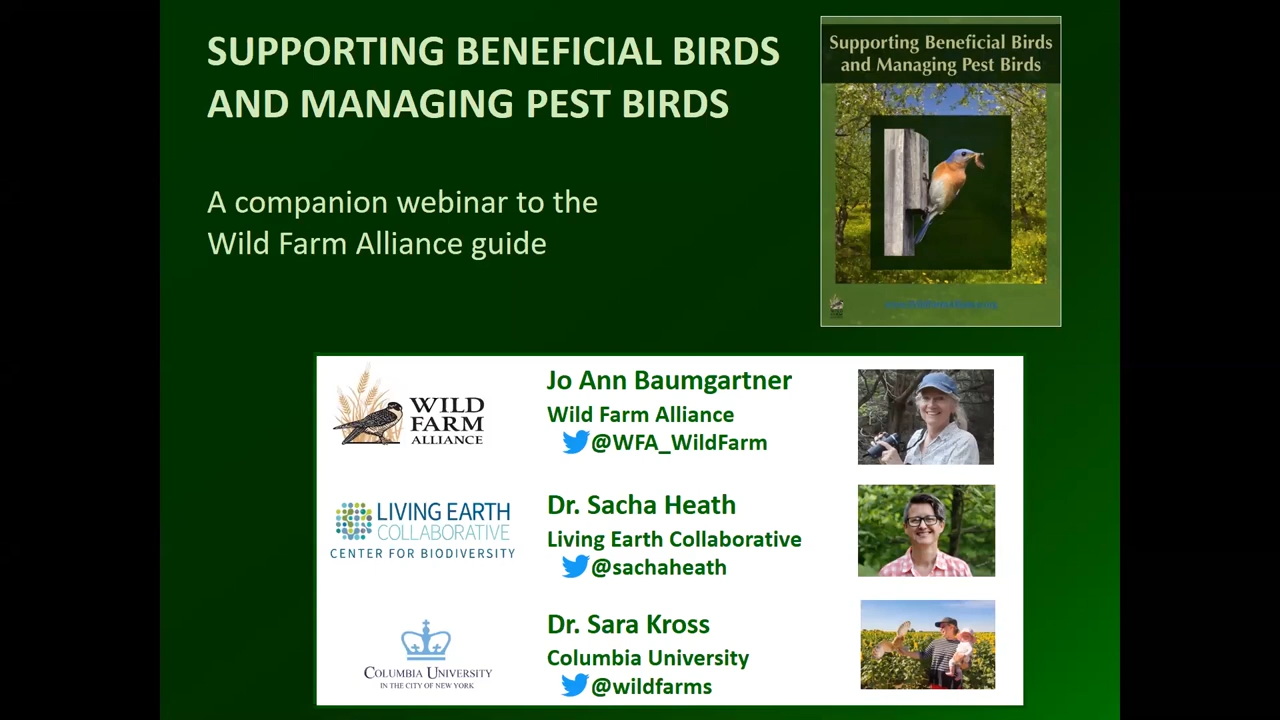 SUPPORTING BENEFICIAL BIRDS
AND MANAGING PEST BIRDS
A companion webinar to the
Wild Farm Alliance guide
Supporting Beneficial Birds
and Managing Pest Birds
WILD
FARM
ALLIANCE
Jo Ann Baumgartner
Wild Farm Alliance
@WFA_WildFarm
LIVING EARTH
COLLABORATIVE
CENTER FOR BIODIVERSITY
Dr. Sacha Heath
Living Earth Collaborative
@sachaheath
COLUMBIA UNIVERSITY
IN THE CITY OF NEW YORK
Dr. Sara Kross
Columbia University
@wildfarms